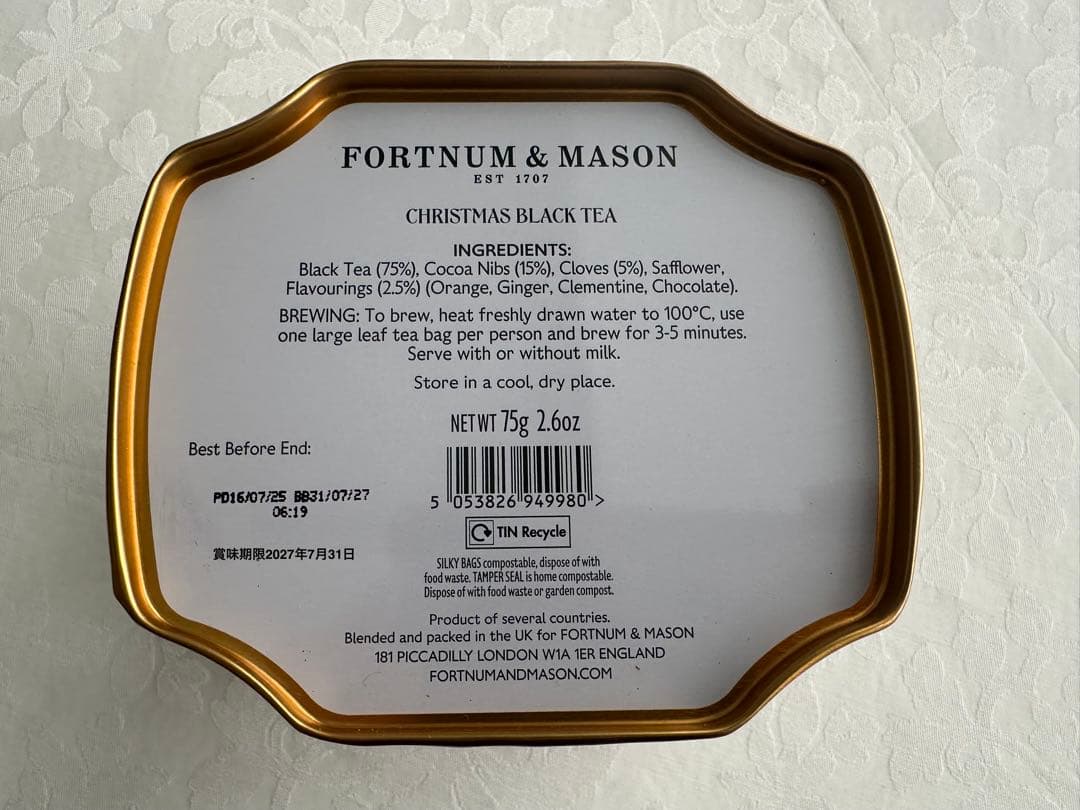 FORTNUM & MASON
EST 1707
CHRISTMAS BLACK TEA
INGREDIENTS:
Black Tea (75%), Cocoa Nibs (15%), Cloves (5%), Safflower,
Flavourings (2.5%) (Orange, Ginger, Clementine, Chocolate).
BREWING: To brew, heat freshly drawn water to 100°C, use
one large leaf tea bag per person and brew for 3-5 minutes.
Serve with or without milk.
Store in a cool, dry place.
NET WT 75g 2.6oz
Best Before End:
PD16/07/25 BB31/07/27
06:19
賞味期限2027年7月31日
5 053826 949980 >
TIN Recycle
SILKY BAGS compostable, dispose of with
food waste. TAMPER SEAL is home compostable.
Dispose of with food waste or garden compost.
Product of several countries.
Blended and packed in the UK for FORTNUM & MASON
181 PICCADILLY LONDON W1A 1ER ENGLAND
FORTNUMANDMASON.COM